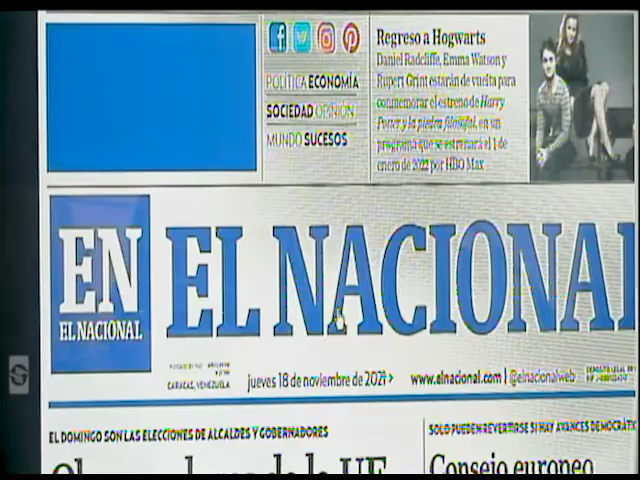 Regreso a Hogwarts
Daniel Radcliffe, Emma Watson y
Rupert Grint estarán de vuelta para
conmemorar el estreno de Harry
Potter y la piedra filosofal, en un
programa que se estrenará el 1 de
enero de 2022 por HBO Max
POLÍTICA ECONOMÍA
SOCIEDAD OPINIÓN
MUNDO SUCESOS
EN
EL NACIONAL
EL NACIONA
CARACAS, VENEZUELA
jueves 18 de noviembre de 2021 >
www.elnacional.com | @elnacionalweb
EL DOMINGO SON LAS ELECCIONES DE ALCALDES Y GOBERNADORES
SOLO PUEDEN REVERTIRSE SI HAY AVANCES DEMOCRÁTIC
Consejo europeo